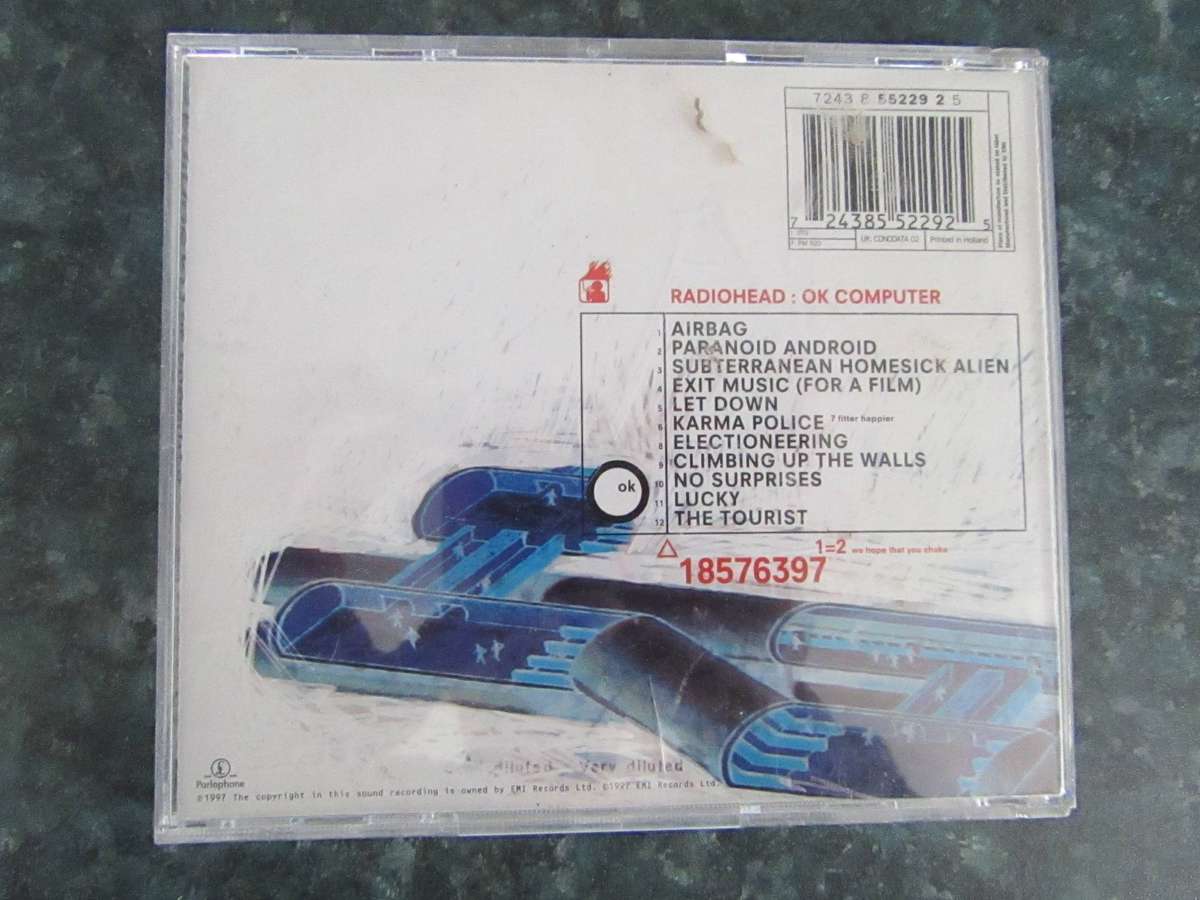 7243 8 55229 2 5
7 24385 52292 5
UK: CDNODATA 02
Printed in Holland
RADIOHEAD : OK COMPUTER
1 AIRBAG
2 PARANOID ANDROID
3 SUBTERRANEAN HOMESICK ALIEN
4 EXIT MUSIC (FOR A FILM)
5 LET DOWN
6 KARMA POLICE 7 fitter happier
8 ELECTIONEERING
9 CLIMBING UP THE WALLS
10 NO SURPRISES
11 LUCKY
12 THE TOURIST
ok
1=2 we hope that you choke
18576397
diluted Very diluted
Parlophone
℗1997 The copyright in this sound recording is owned by EMI Records Ltd. ©1997 EMI Records Ltd.